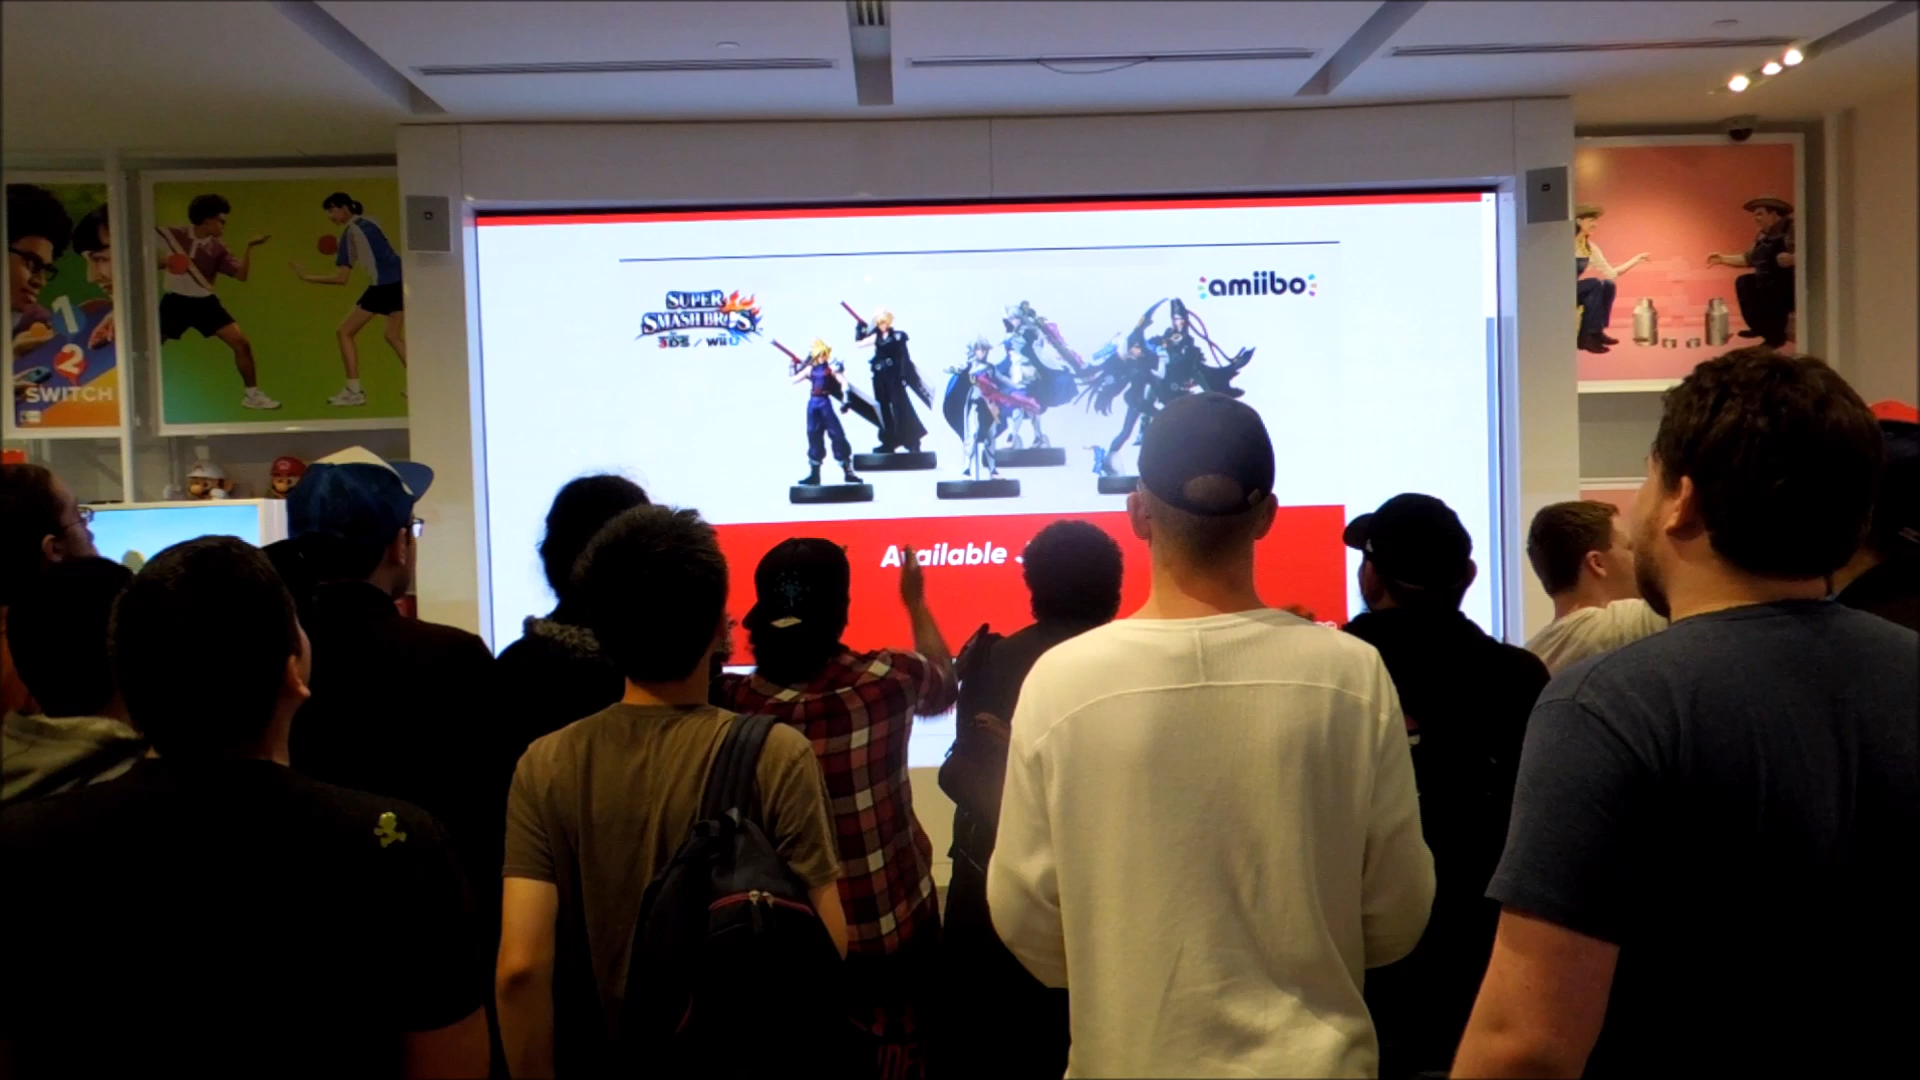 SUPER
SMASH BROS
3DS / Wii U
amiibo
Available
1
2
SWITCH